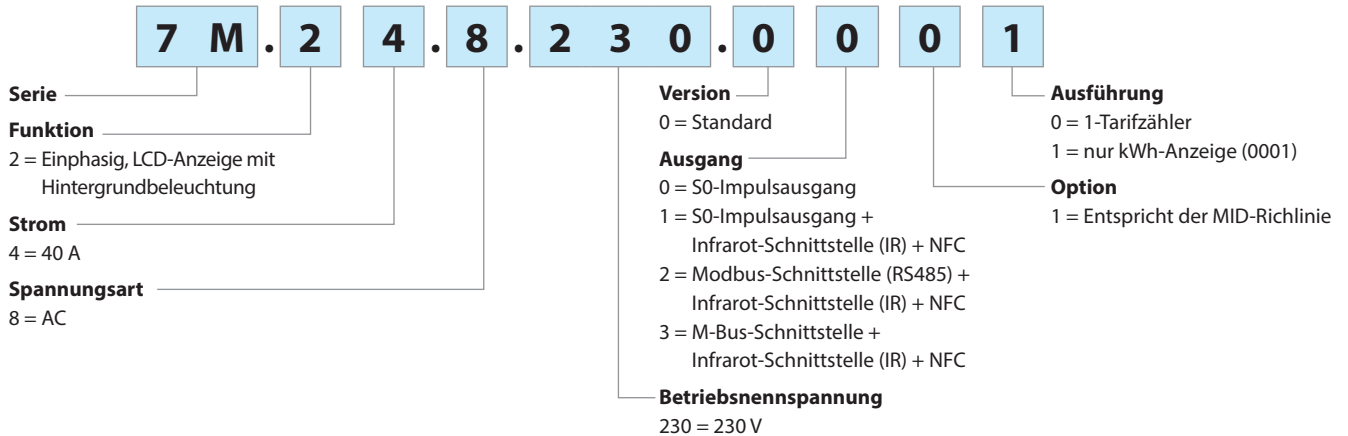 7 M . 2 4 . 8 . 2 3 0 . 0 0 0 1
Serie
Funktion
2 = Einphasig, LCD-Anzeige mit
Hintergrundbeleuchtung
Strom
4 = 40 A
Spannungsart
8 = AC
Version
0 = Standard
Ausgang
0 = S0-Impulsausgang
1 = S0-Impulsausgang +
Infrarot-Schnittstelle (IR) + NFC
2 = Modbus-Schnittstelle (RS485) +
Infrarot-Schnittstelle (IR) + NFC
3 = M-Bus-Schnittstelle +
Infrarot-Schnittstelle (IR) + NFC
Betriebsnennspannung
230 = 230 V
Ausführung
0 = 1-Tarifzähler
1 = nur kWh-Anzeige (0001)
Option
1 = Entspricht der MID-Richlinie